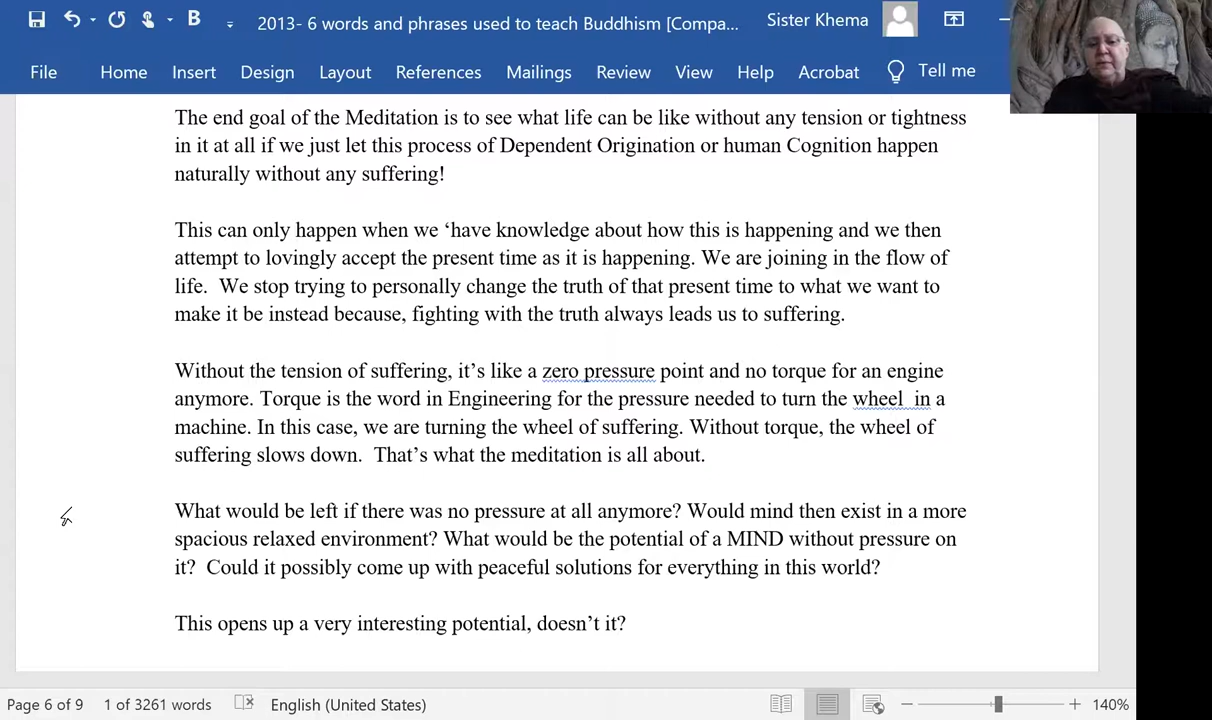 2013- 6 words and phrases used to teach Buddhism [Compa... Sister Khema
File Home Insert Design Layout References Mailings Review View Help Acrobat Tell me
The end goal of the Meditation is to see what life can be like without any tension or tightness
in it at all if we just let this process of Dependent Origination or human Cognition happen
naturally without any suffering!
This can only happen when we ‘have knowledge about how this is happening and we then
attempt to lovingly accept the present time as it is happening. We are joining in the flow of
life.  We stop trying to personally change the truth of that present time to what we want to
make it be instead because, fighting with the truth always leads us to suffering.
Without the tension of suffering, it’s like a zero pressure point and no torque for an engine
anymore. Torque is the word in Engineering for the pressure needed to turn the wheel  in a
machine. In this case, we are turning the wheel of suffering. Without torque, the wheel of
suffering slows down.  That’s what the meditation is all about.
What would be left if there was no pressure at all anymore? Would mind then exist in a more
spacious relaxed environment? What would be the potential of a MIND without pressure on
it?  Could it possibly come up with peaceful solutions for everything in this world?
This opens up a very interesting potential, doesn’t it?
Page 6 of 9 1 of 3261 words English (United States) 140%